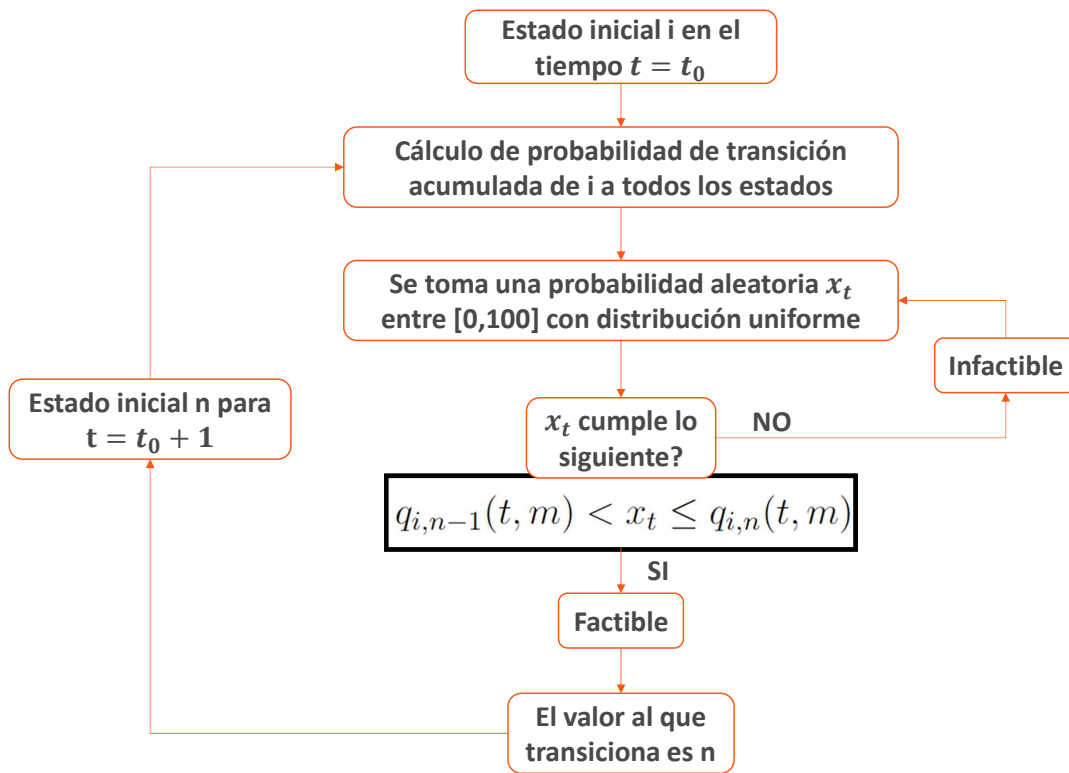 Estado inicial i en el
tiempo t = t₀
Cálculo de probabilidad de transición
acumulada de i a todos los estados
Se toma una probabilidad aleatoria xₜ
entre [0,100] con distribución uniforme
Infactible
Estado inicial n para
t = t₀ + 1
xₜ cumple lo
siguiente?
NO
qᵢ,ₙ₋₁(t, m) < xₜ ≤ qᵢ,ₙ(t, m)
SI
Factible
El valor al que
transiciona es n